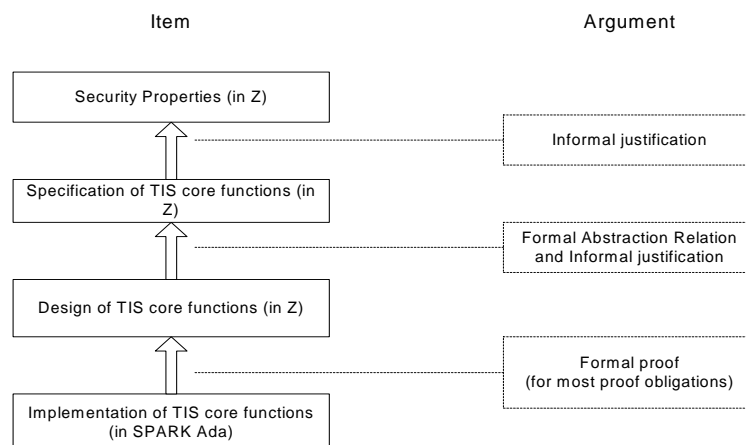 Item
Argument
Security Properties (in Z)
Informal justification
Specification of TIS core functions (in
Z)
Formal Abstraction Relation
and Informal justification
Design of TIS core functions (in Z)
Formal proof
(for most proof obligations)
Implementation of TIS core functions
(in SPARK Ada)